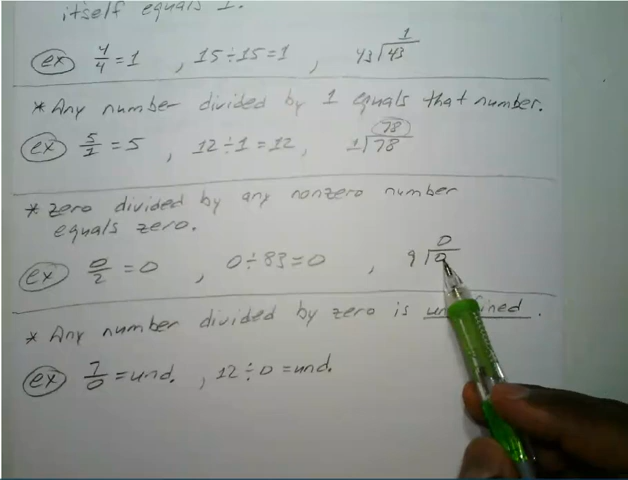 itself equals 1.
ex 4/4 = 1 , 15 ÷ 15 = 1 , 43)43 1
* Any number divided by 1 equals that number.
ex 5/1 = 5 , 12 ÷ 1 = 12 , 1)78 78
* Zero divided by any nonzero number
equals zero.
ex 0/2 = 0 , 0 ÷ 83 = 0 , 9)0 0
* Any number divided by zero is undefined.
ex 7/0 = und. , 12 ÷ 0 = und.